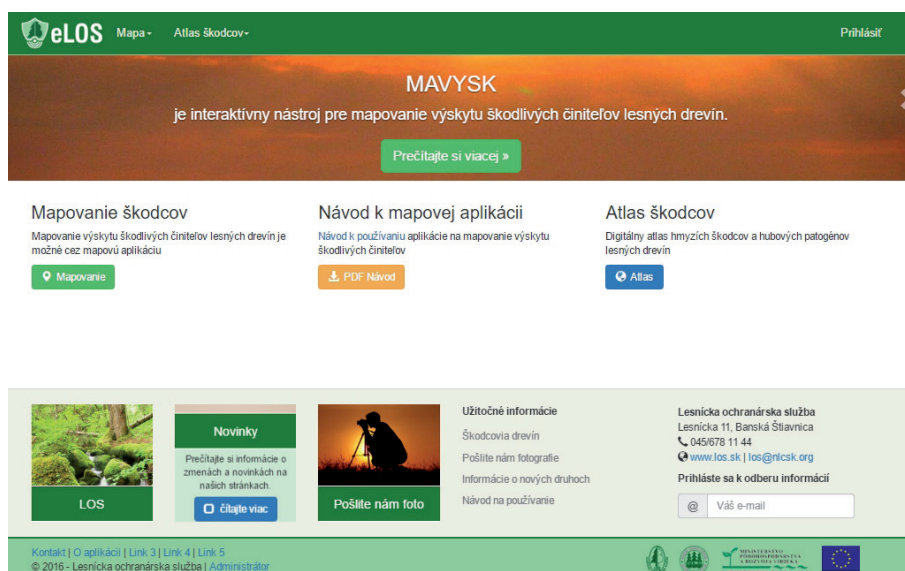 eLOS Mapa Atlas škodcov Prihlásiť
MAVYSK
je interaktívny nástroj pre mapovanie výskytu škodlivých činiteľov lesných drevín.
Prečítajte si viacej »
Mapovanie škodcov
Mapovanie výskytu škodlivých činiteľov lesných drevín je
možné cez mapovú aplikáciu
Mapovanie
Návod k mapovej aplikácii
Návod k používaniu aplikácie na mapovanie výskytu
škodlivých činiteľov
PDF Návod
Atlas škodcov
Digitálny atlas hmyzích škodcov a hubových patogénov
lesných drevín
Atlas
LOS
Novinky
Prečítajte si informácie o
zmenách a novinkách na
našich stránkach.
čítajte viac
Pošlite nám foto
Užitočné informácie
Škodcovia drevín
Pošlite nám fotografie
Informácie o nových druhoch
Návod na používanie
Lesnícka ochranárska služba
Lesnícka 11, Banská Štiavnica
045/678 11 44
www.los.sk | los@nlcsk.org
Prihláste sa k odberu informácií
@ Váš e-mail
Kontakt | O aplikácii | Link 3 | Link 4 | Link 5
© 2016 - Lesnícka ochranárska služba | Administrátor
MINISTERSTVO
PÔDOHOSPODÁRSTVA
A ROZVOJA VIDIEKA